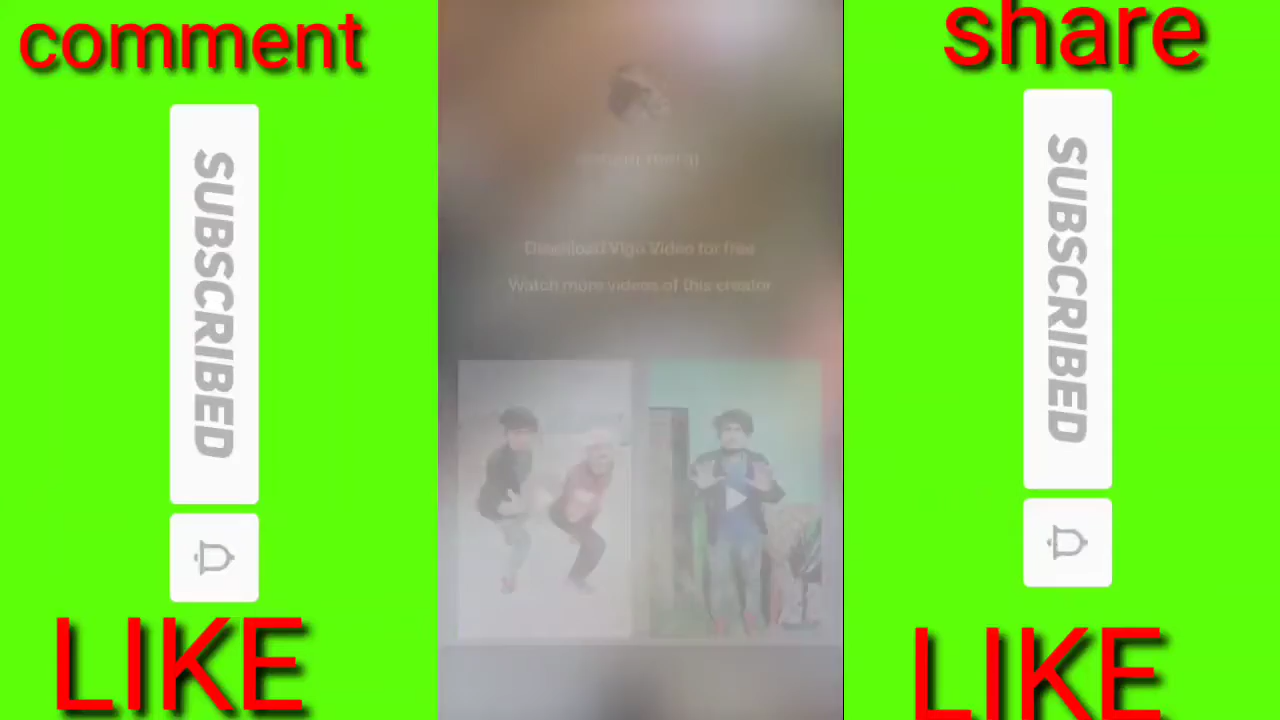 comment
SUBSCRIBED
LIKE
Download Vigo Video for free
Watch more videos of this creator
share
SUBSCRIBED
LIKE